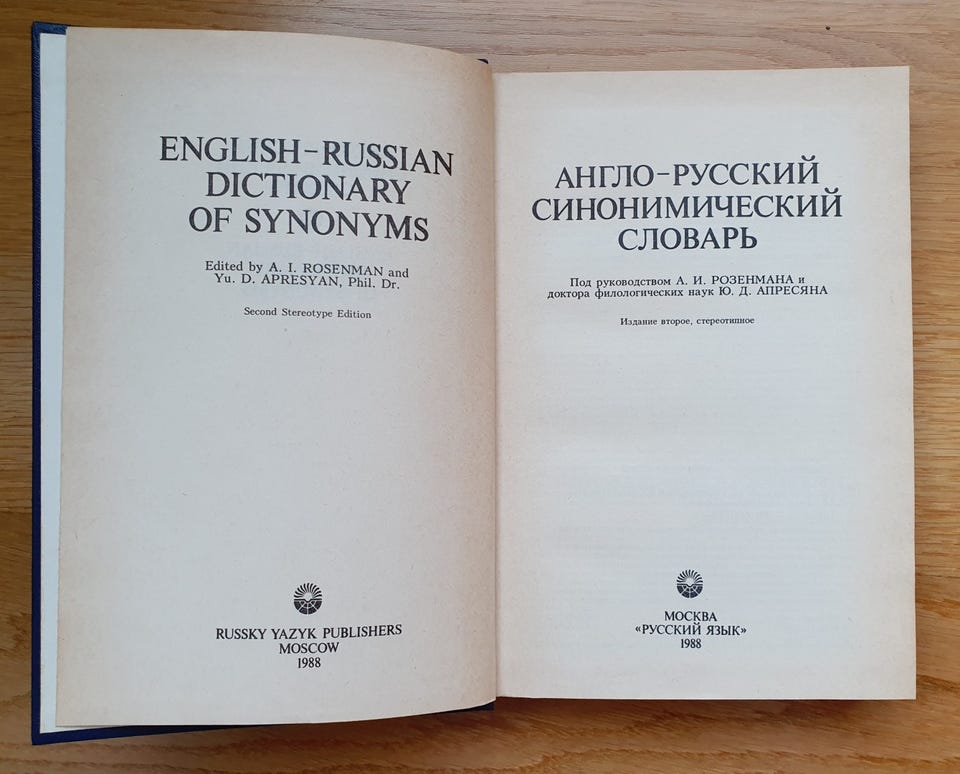 ENGLISH–RUSSIAN
DICTIONARY
OF SYNONYMS
Edited by A. I. ROSENMAN and
Yu. D. APRESYAN, Phil. Dr.
Second Stereotype Edition
RUSSKY YAZYK PUBLISHERS
MOSCOW
1988
АНГЛО–РУССКИЙ
СИНОНИМИЧЕСКИЙ
СЛОВАРЬ
Под руководством А. И. РОЗЕНМАНА и
доктора филологических наук Ю. Д. АПРЕСЯНА
Издание второе, стереотипное
МОСКВА
«РУССКИЙ ЯЗЫК»
1988